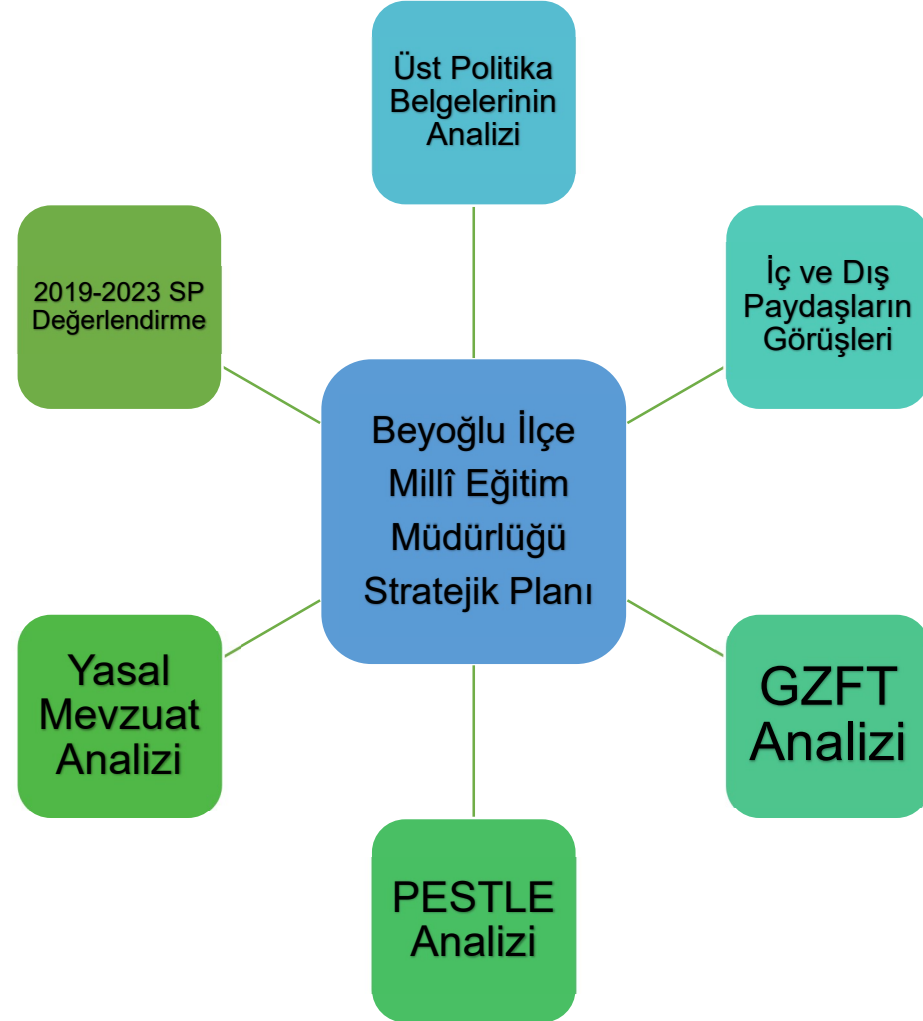 Üst Politika
Belgelerinin
Analizi
İç ve Dış
Paydaşların
Görüşleri
GZFT
Analizi
PESTLE
Analizi
Yasal
Mevzuat
Analizi
2019-2023 SP
Değerlendirme
Beyoğlu İlçe
Millî Eğitim
Müdürlüğü
Stratejik Planı